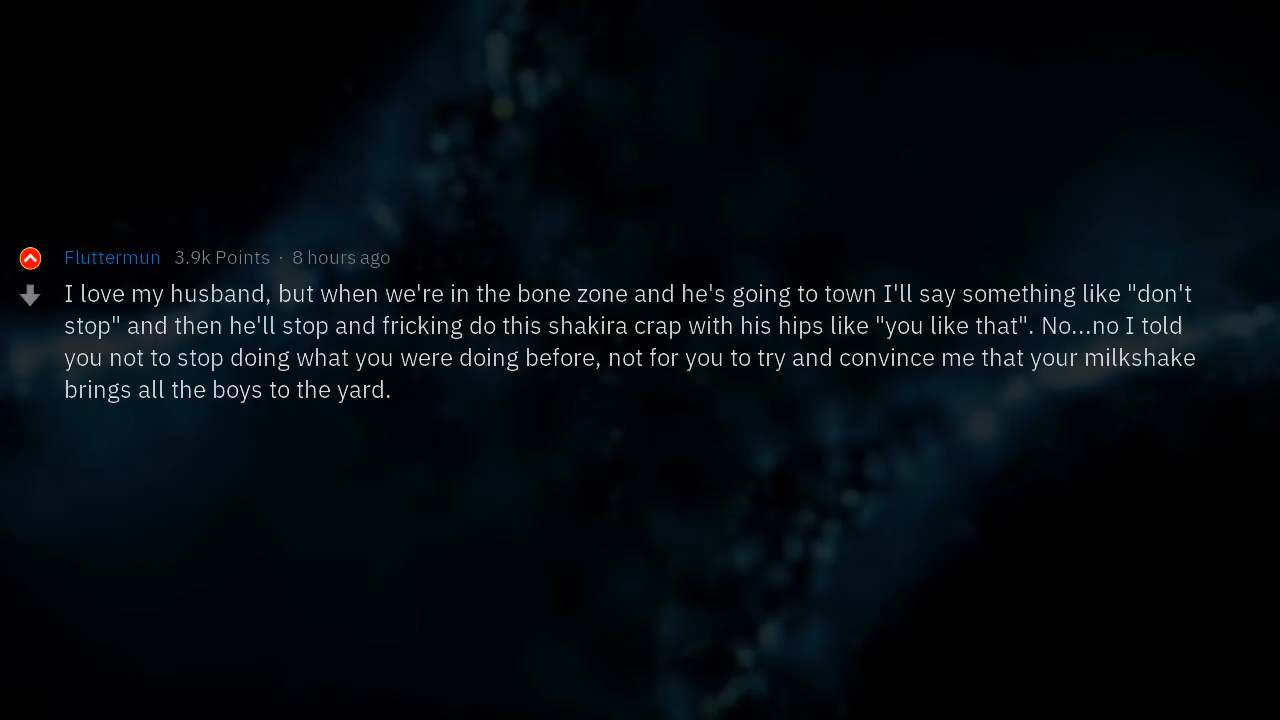 Fluttermun 3.9k Points · 8 hours ago
I love my husband, but when we're in the bone zone and he's going to town I'll say something like "don't
stop" and then he'll stop and fricking do this shakira crap with his hips like "you like that". No...no I told
you not to stop doing what you were doing before, not for you to try and convince me that your milkshake
brings all the boys to the yard.